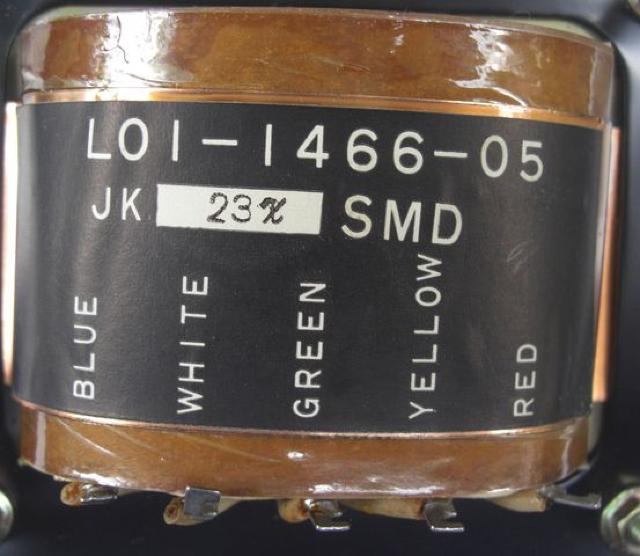 L01-1466-05
JK 23X SMD
BLUE
WHITE
GREEN
YELLOW
RED